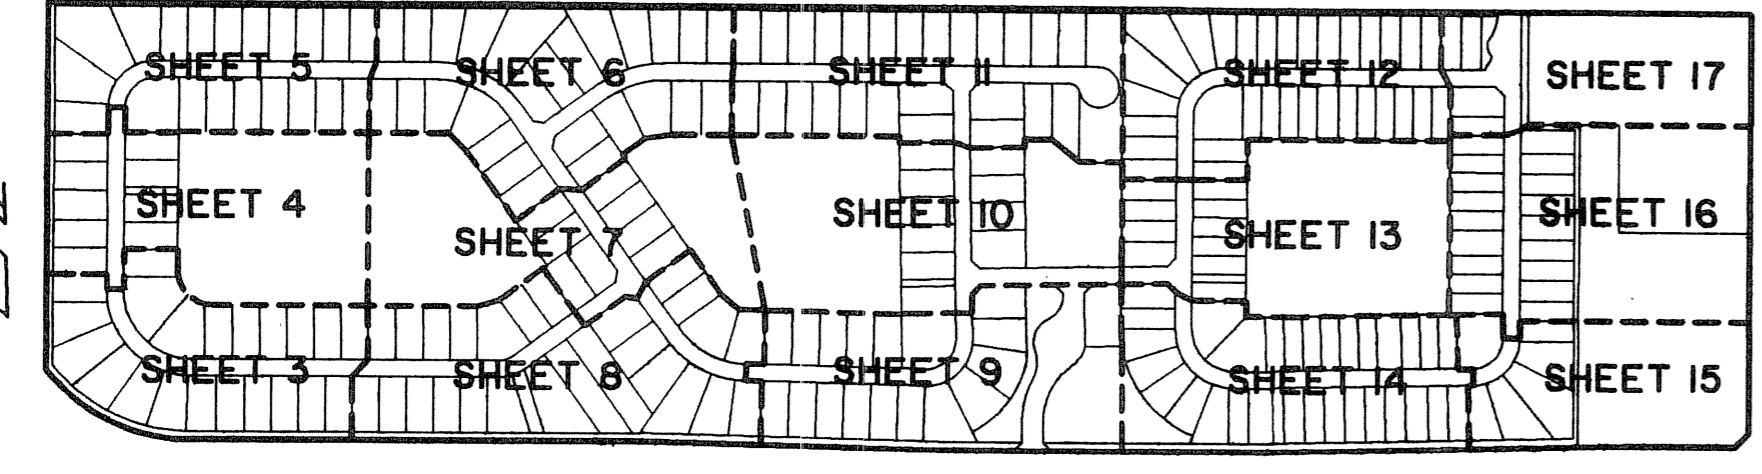 SHEET 5
SHEET 6
SHEET 11
SHEET 12
SHEET 17
SHEET 4
SHEET 7
SHEET 10
SHEET 13
SHEET 16
SHEET 3
SHEET 8
SHEET 9
SHEET 14
SHEET 15